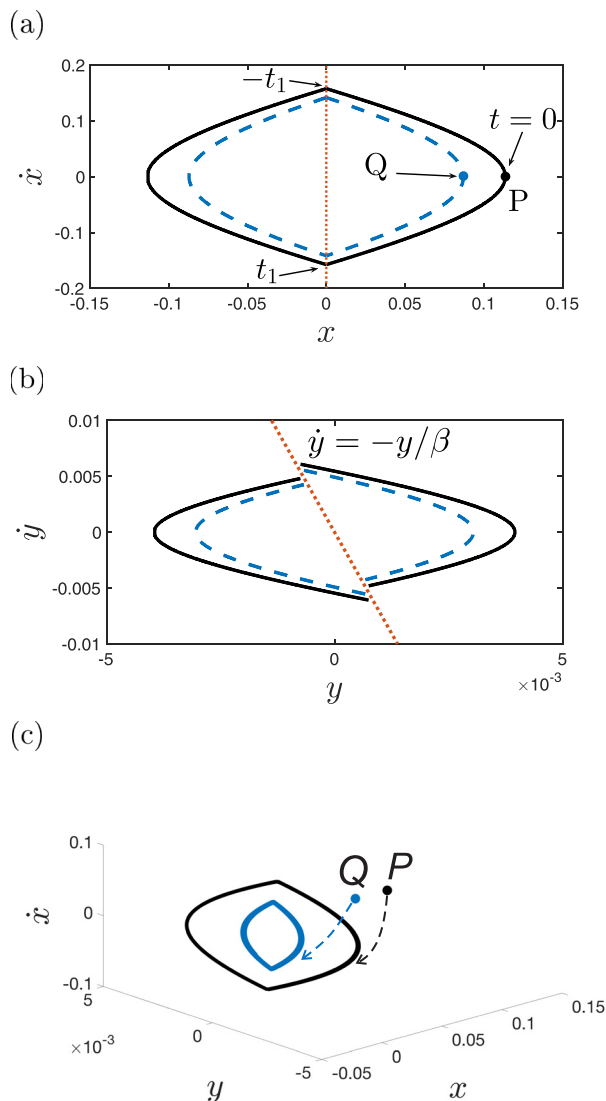 (a)
0.2
0.1
0
-0.1
-0.2
ẋ
−t₁
t = 0
Q
P
t₁
-0.15 -0.1 -0.05 0 0.05 0.1 0.15
x
(b)
0.01
0.005
0
-0.005
-0.01
ẏ
ẏ = −y/β
-5 0 5
×10⁻³
y
(c)
0.1
0
-0.1
ẋ
Q P
5
0
-5
×10⁻³
y
-0.05
0
0.05
0.1
0.15
x